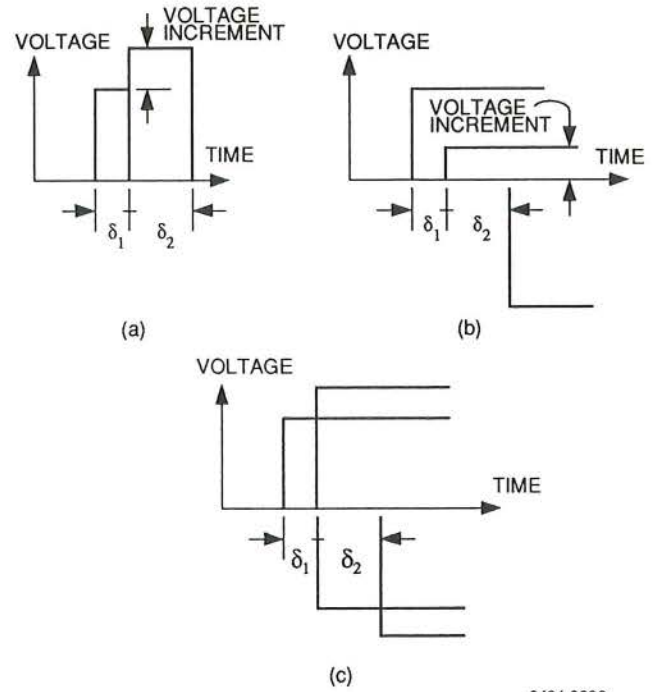 VOLTAGE
INCREMENT
VOLTAGE
TIME
δ1
δ2
(a)
VOLTAGE
VOLTAGE
INCREMENT
TIME
δ1
δ2
(b)
VOLTAGE
TIME
δ1
δ2
(c)